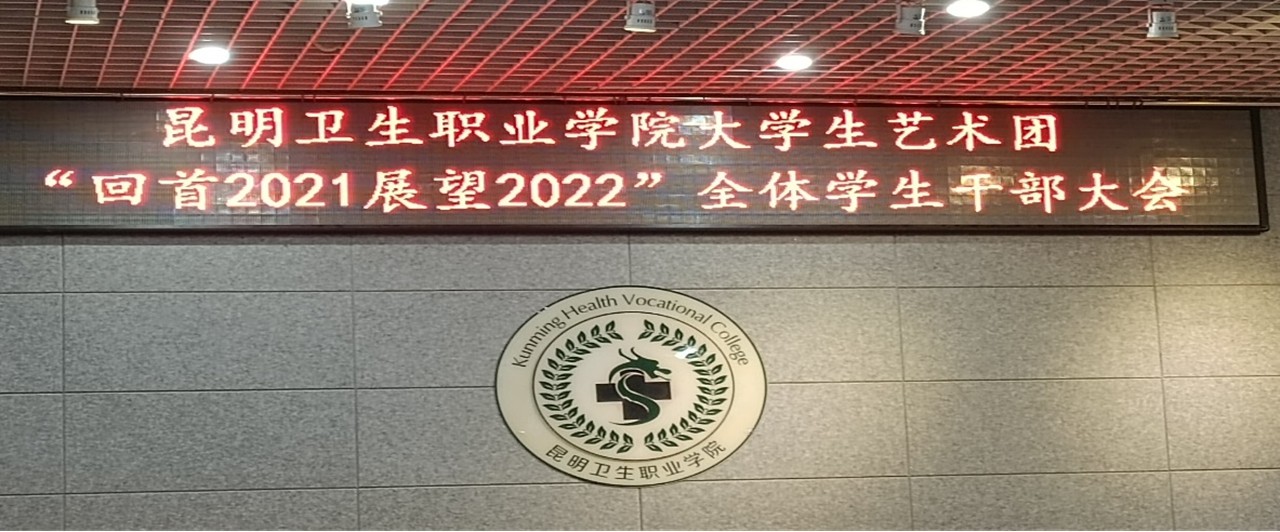 昆明卫生职业学院大学生艺术团
“回首2021展望2022”全体学生干部大会
Kunming Health Vocational College
昆明卫生职业学院